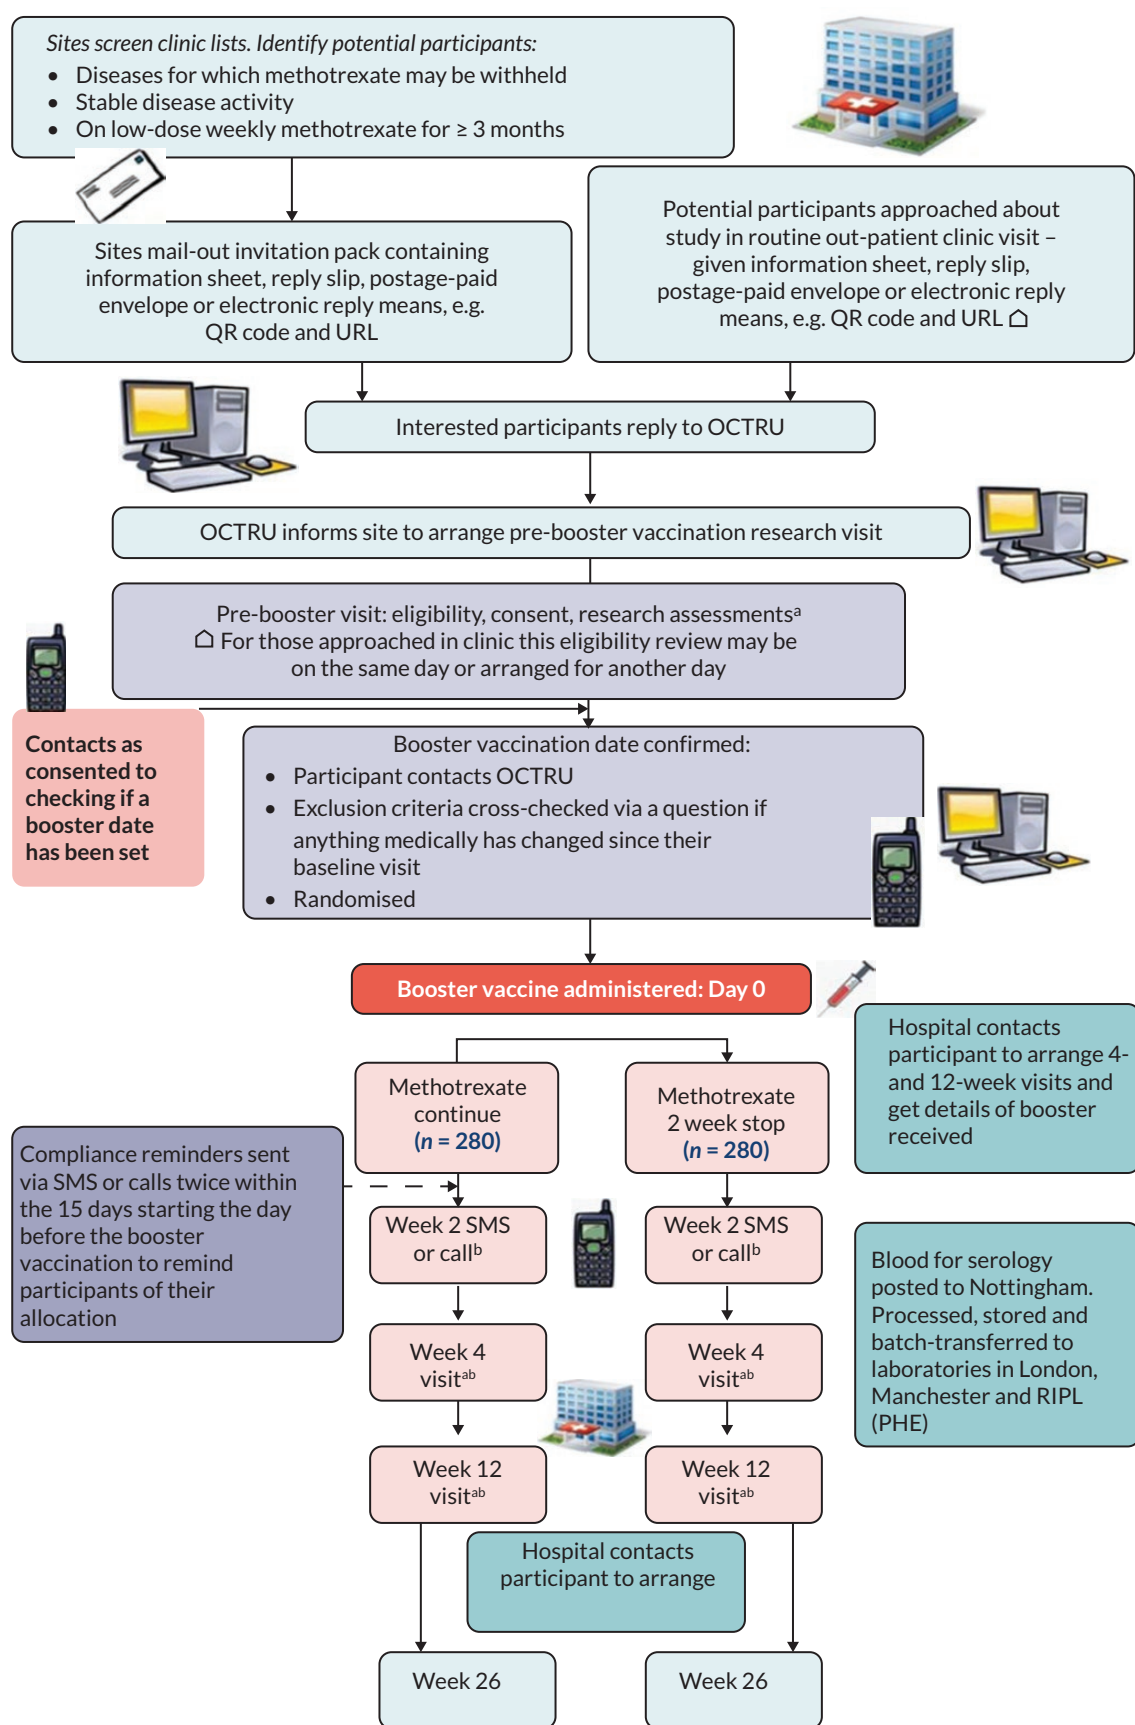 Sites screen clinic lists. Identify potential participants:
• Diseases for which methotrexate may be withheld
• Stable disease activity
• On low-dose weekly methotrexate for ≥ 3 months
Sites mail-out invitation pack containing
information sheet, reply slip, postage-paid
envelope or electronic reply means, e.g.
QR code and URL
Potential participants approached about
study in routine out-patient clinic visit –
given information sheet, reply slip,
postage-paid envelope or electronic reply
means, e.g. QR code and URL ⌂
Interested participants reply to OCTRU
OCTRU informs site to arrange pre-booster vaccination research visit
Pre-booster visit: eligibility, consent, research assessmentsᵃ
⌂ For those approached in clinic this eligibility review may be
on the same day or arranged for another day
Contacts as
consented to
checking if a
booster date
has been set
Booster vaccination date confirmed:
• Participant contacts OCTRU
• Exclusion criteria cross-checked via a question if
anything medically has changed since their
baseline visit
• Randomised
Booster vaccine administered: Day 0
Hospital contacts
participant to arrange 4-
and 12-week visits and
get details of booster
received
Methotrexate
continue
(n = 280)
Methotrexate
2 week stop
(n = 280)
Compliance reminders sent
via SMS or calls twice within
the 15 days starting the day
before the booster
vaccination to remind
participants of their
allocation
Week 2 SMS
or callᵇ
Week 2 SMS
or callᵇ
Blood for serology
posted to Nottingham.
Processed, stored and
batch-transferred to
laboratories in London,
Manchester and RIPL
(PHE)
Week 4
visitᵃᵇ
Week 4
visitᵃᵇ
Week 12
visitᵃᵇ
Week 12
visitᵃᵇ
Hospital contacts
participant to arrange
Week 26
Week 26